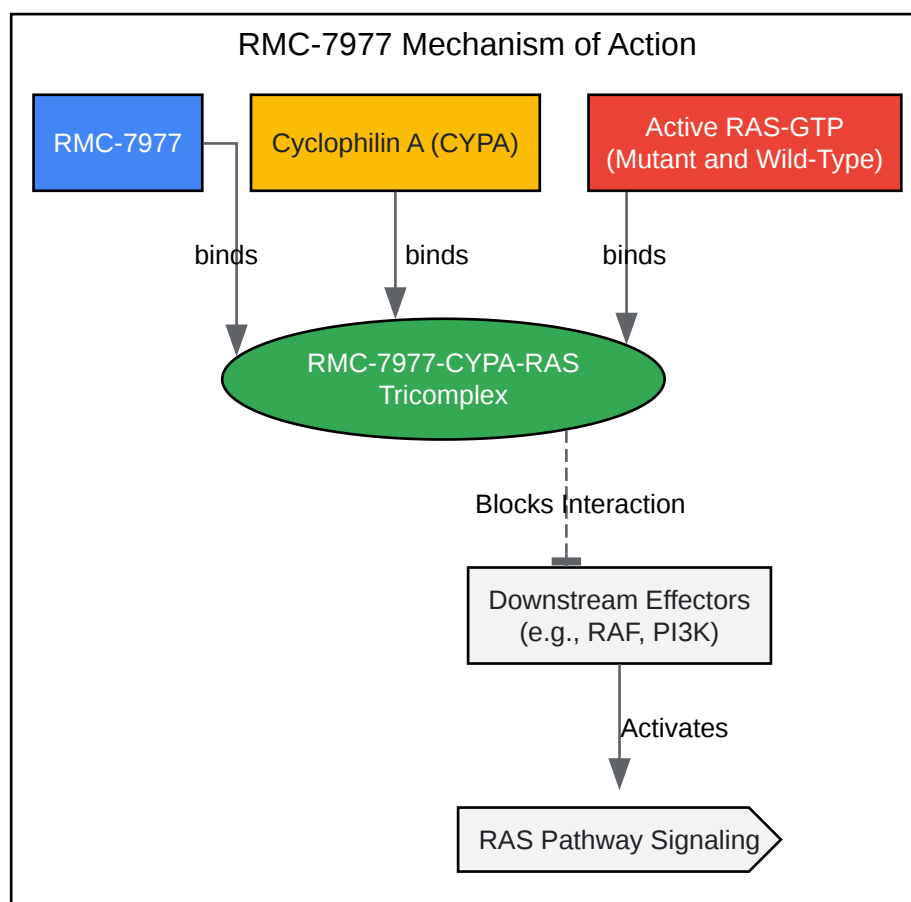 RMC-7977 Mechanism of Action
RMC-7977
Cyclophilin A (CYPA)
Active RAS-GTP
(Mutant and Wild-Type)
binds
binds
binds
RMC-7977-CYPA-RAS
Tricomplex
Blocks Interaction
Downstream Effectors
(e.g., RAF, PI3K)
Activates
RAS Pathway Signaling